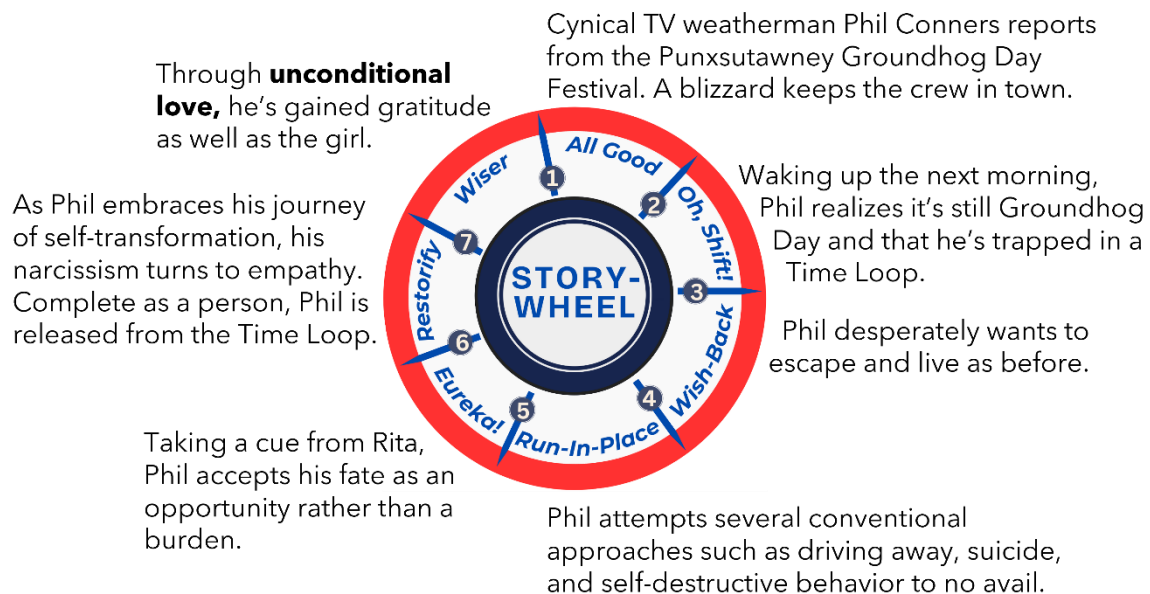 Cynical TV weatherman Phil Conners reports
from the Punxsutawney Groundhog Day
Festival. A blizzard keeps the crew in town.
Waking up the next morning,
Phil realizes it’s still Groundhog
Day and that he’s trapped in a
Time Loop.
Phil desperately wants to
escape and live as before.
Phil attempts several conventional
approaches such as driving away, suicide,
and self-destructive behavior to no avail.
Taking a cue from Rita,
Phil accepts his fate as an
opportunity rather than a
burden.
As Phil embraces his journey
of self-transformation, his
narcissism turns to empathy.
Complete as a person, Phil is
released from the Time Loop.
Through unconditional
love, he’s gained gratitude
as well as the girl.
1
All Good
2
Oh, Shift!
3
Wish-Back
4
Run-In-Place
5
Eureka!
6
Restorify
7
Wiser
STORY-
WHEEL